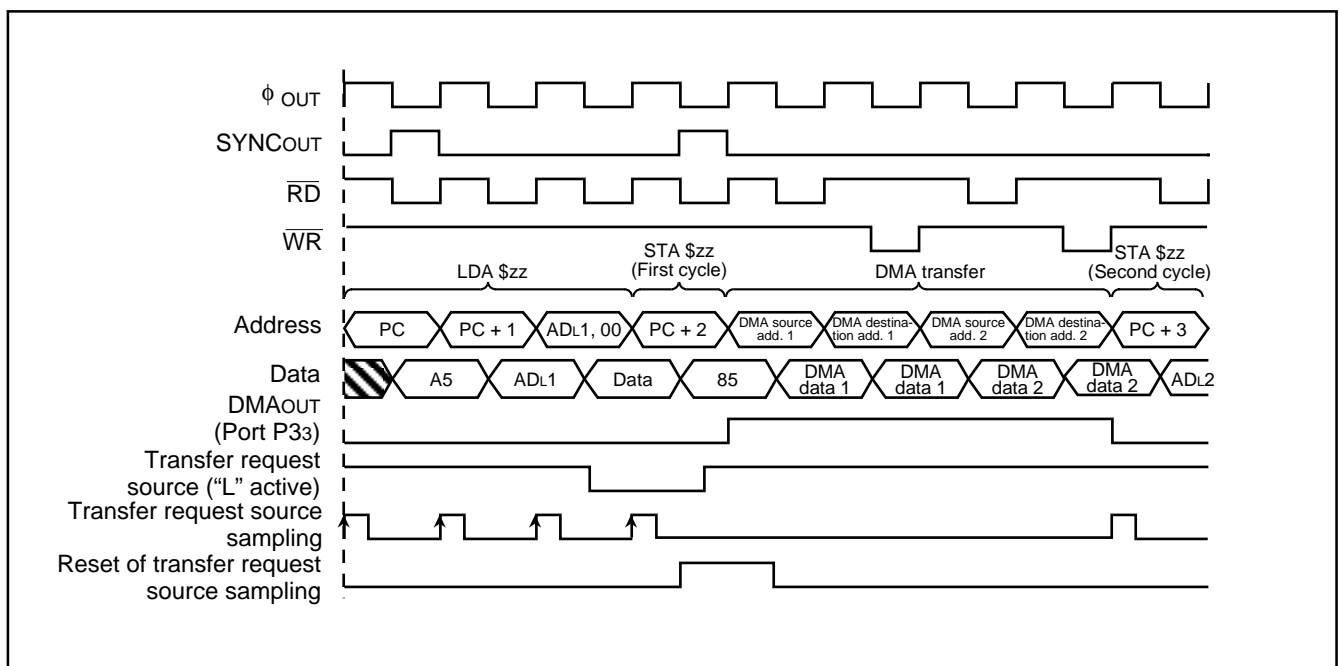 ϕ OUT
SYNCOUT
RD
WR
LDA $zz
STA $zz
(First cycle)
DMA transfer
STA $zz
(Second cycle)
Address
PC
PC + 1
ADL1, 00
PC + 2
DMA source
add. 1
DMA destina-
tion add. 1
DMA source
add. 2
DMA destina-
tion add. 2
PC + 3
Data
A5
ADL1
Data
85
DMA
data 1
DMA
data 1
DMA
data 2
DMA
data 2
ADL2
DMAOUT
(Port P33)
Transfer request
source (“L” active)
Transfer request source
sampling
Reset of transfer request
source sampling